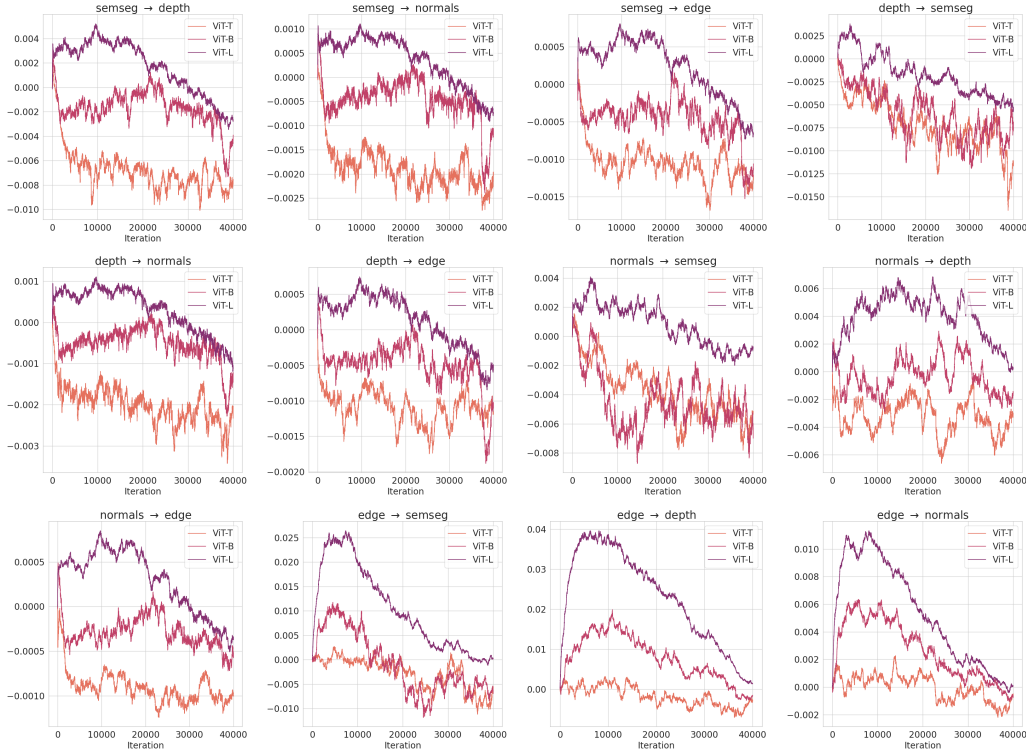 semseg → depth
0.004
0.002
0.000
−0.002
−0.004
−0.006
−0.008
−0.010
0 10000 20000 30000 40000
Iteration
ViT-T
ViT-B
ViT-L
semseg → normals
0.0010
0.0005
0.0000
−0.0005
−0.0010
−0.0015
−0.0020
−0.0025
0 10000 20000 30000 40000
Iteration
ViT-T
ViT-B
ViT-L
semseg → edge
0.0005
0.0000
−0.0005
−0.0010
−0.0015
0 10000 20000 30000 40000
Iteration
ViT-T
ViT-B
ViT-L
depth → semseg
0.0025
0.0000
−0.0025
−0.0050
−0.0075
−0.0100
−0.0125
−0.0150
0 10000 20000 30000 40000
Iteration
ViT-T
ViT-B
ViT-L
depth → normals
0.001
0.000
−0.001
−0.002
−0.003
0 10000 20000 30000 40000
Iteration
ViT-T
ViT-B
ViT-L
depth → edge
0.0005
0.0000
−0.0005
−0.0010
−0.0015
−0.0020
0 10000 20000 30000 40000
Iteration
ViT-T
ViT-B
ViT-L
normals → semseg
0.004
0.002
0.000
−0.002
−0.004
−0.006
−0.008
0 10000 20000 30000 40000
Iteration
ViT-T
ViT-B
ViT-L
normals → depth
0.006
0.004
0.002
0.000
−0.002
−0.004
−0.006
0 10000 20000 30000 40000
Iteration
ViT-T
ViT-B
ViT-L
normals → edge
0.0005
0.0000
−0.0005
−0.0010
0 10000 20000 30000 40000
Iteration
ViT-T
ViT-B
ViT-L
edge → semseg
0.025
0.020
0.015
0.010
0.005
0.000
−0.005
−0.010
0 10000 20000 30000 40000
Iteration
ViT-T
ViT-B
ViT-L
edge → depth
0.04
0.03
0.02
0.01
0.00
0 10000 20000 30000 40000
Iteration
ViT-T
ViT-B
ViT-L
edge → normals
0.010
0.008
0.006
0.004
0.002
0.000
−0.002
0 10000 20000 30000 40000
Iteration
ViT-T
ViT-B
ViT-L